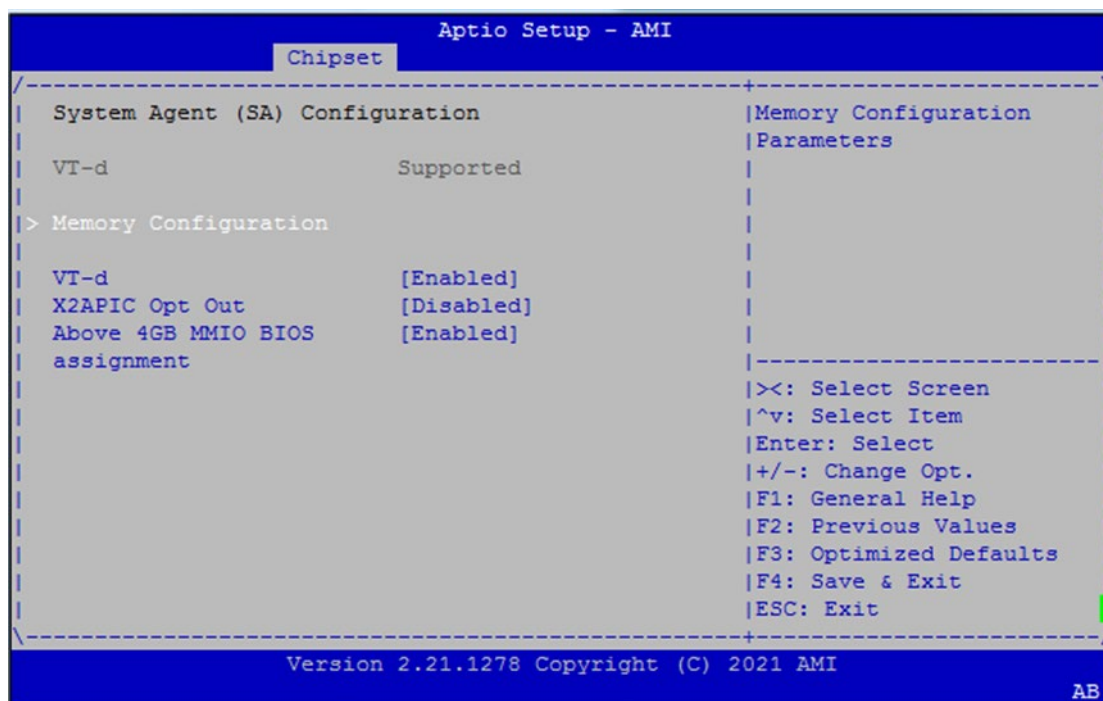 Aptio Setup - AMI
Chipset
System Agent (SA) Configuration
VT-d Supported
> Memory Configuration
VT-d [Enabled]
X2APIC Opt Out [Disabled]
Above 4GB MMIO BIOS [Enabled]
assignment
Memory Configuration
Parameters
><: Select Screen
^v: Select Item
Enter: Select
+/-: Change Opt.
F1: General Help
F2: Previous Values
F3: Optimized Defaults
F4: Save & Exit
ESC: Exit
Version 2.21.1278 Copyright (C) 2021 AMI
AB